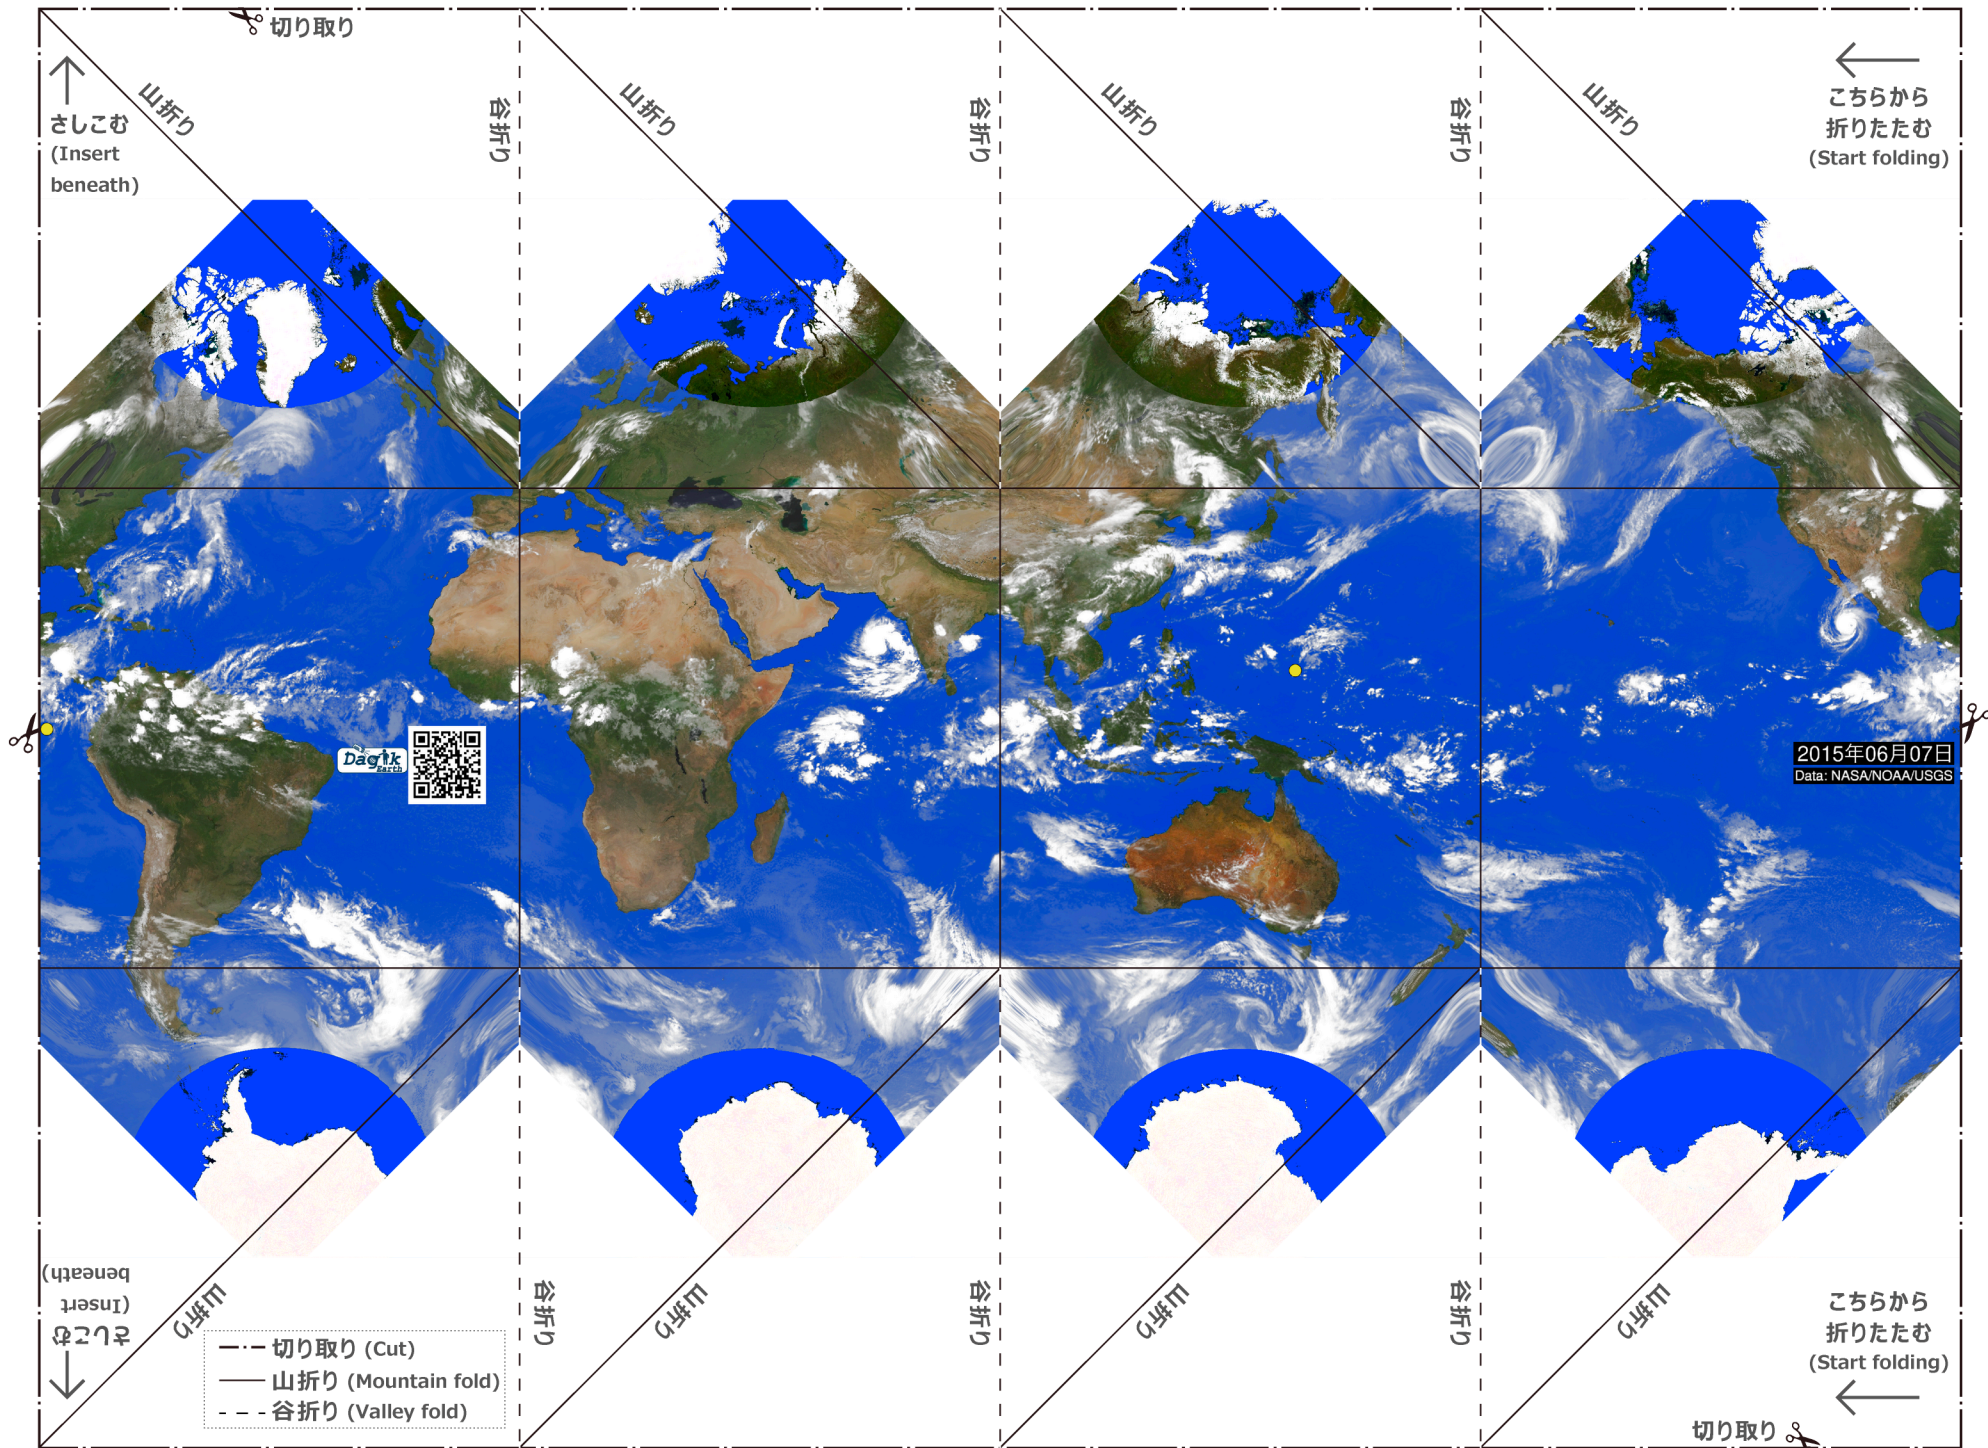 切り取り
さしこむ
(Insert
beneath)
山折り
谷折り
山折り
谷折り
山折り
谷折り
山折り
こちらから
折りたたむ
(Start folding)
Dagik
Earth
2015年06月07日
Data: NASA/NOAA/USGS
さしこむ
(Insert
beneath)
山折り
谷折り
山折り
谷折り
山折り
谷折り
山折り
こちらから
折りたたむ
(Start folding)
切り取り (Cut)
山折り (Mountain fold)
谷折り (Valley fold)
切り取り